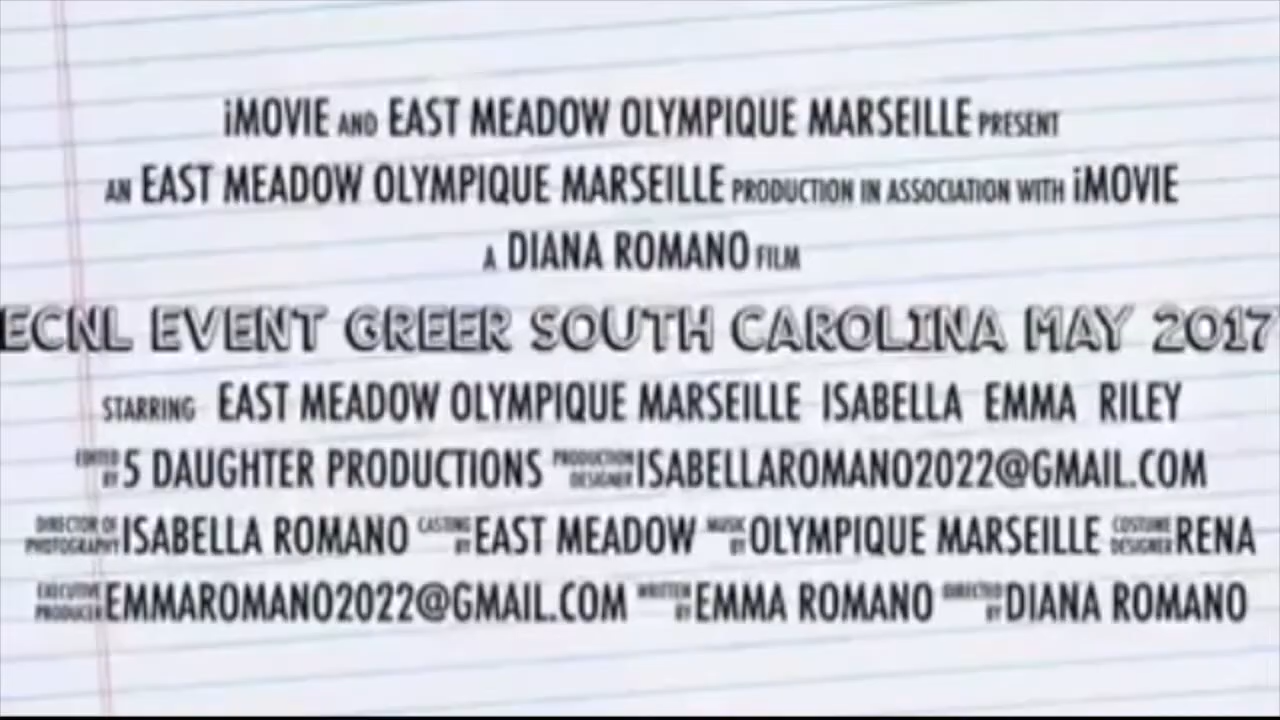 iMOVIE AND EAST MEADOW OLYMPIQUE MARSEILLE PRESENT
AN EAST MEADOW OLYMPIQUE MARSEILLE PRODUCTION IN ASSOCIATION WITH iMOVIE
A DIANA ROMANO FILM
ECNL EVENT GREER SOUTH CAROLINA MAY 2017
STARRING EAST MEADOW OLYMPIQUE MARSEILLE ISABELLA EMMA RILEY
EDITED BY 5 DAUGHTER PRODUCTIONS PRODUCTION DESIGNER ISABELLAROMANO2022@GMAIL.COM
DIRECTOR OF PHOTOGRAPHY ISABELLA ROMANO CASTING BY EAST MEADOW MUSIC BY OLYMPIQUE MARSEILLE COSTUME DESIGNER RENA
EXECUTIVE PRODUCER EMMAROMANO2022@GMAIL.COM WRITTEN BY EMMA ROMANO DIRECTED BY DIANA ROMANO